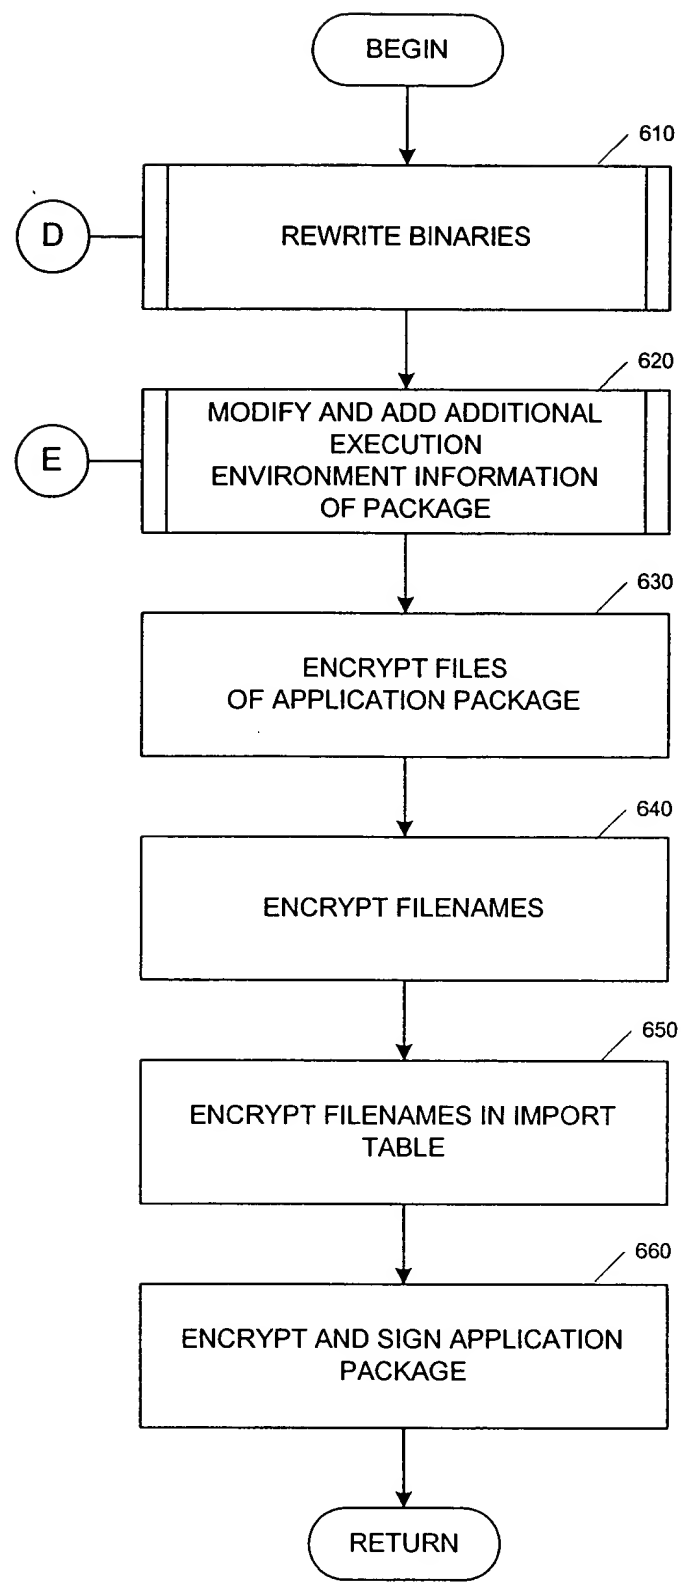 BEGIN
610
D
REWRITE BINARIES
620
MODIFY AND ADD ADDITIONAL
EXECUTION
ENVIRONMENT INFORMATION
OF PACKAGE
E
630
ENCRYPT FILES
OF APPLICATION PACKAGE
640
ENCRYPT FILENAMES
650
ENCRYPT FILENAMES IN IMPORT
TABLE
660
ENCRYPT AND SIGN APPLICATION
PACKAGE
RETURN